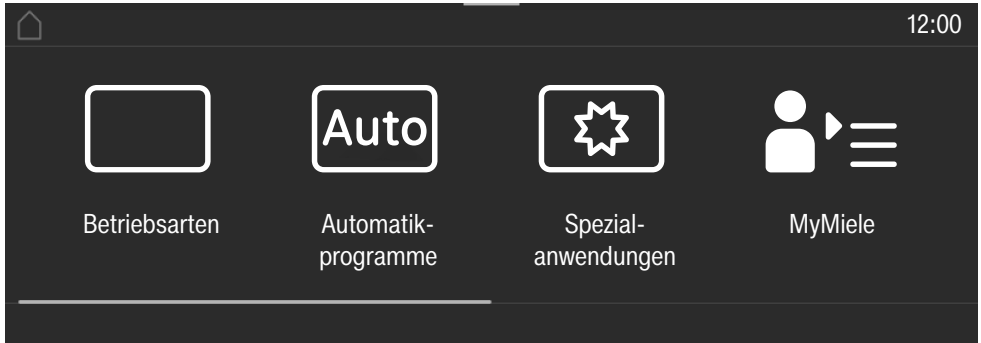 12:00
Auto
Betriebsarten
Automatik-
programme
Spezial-
anwendungen
MyMiele